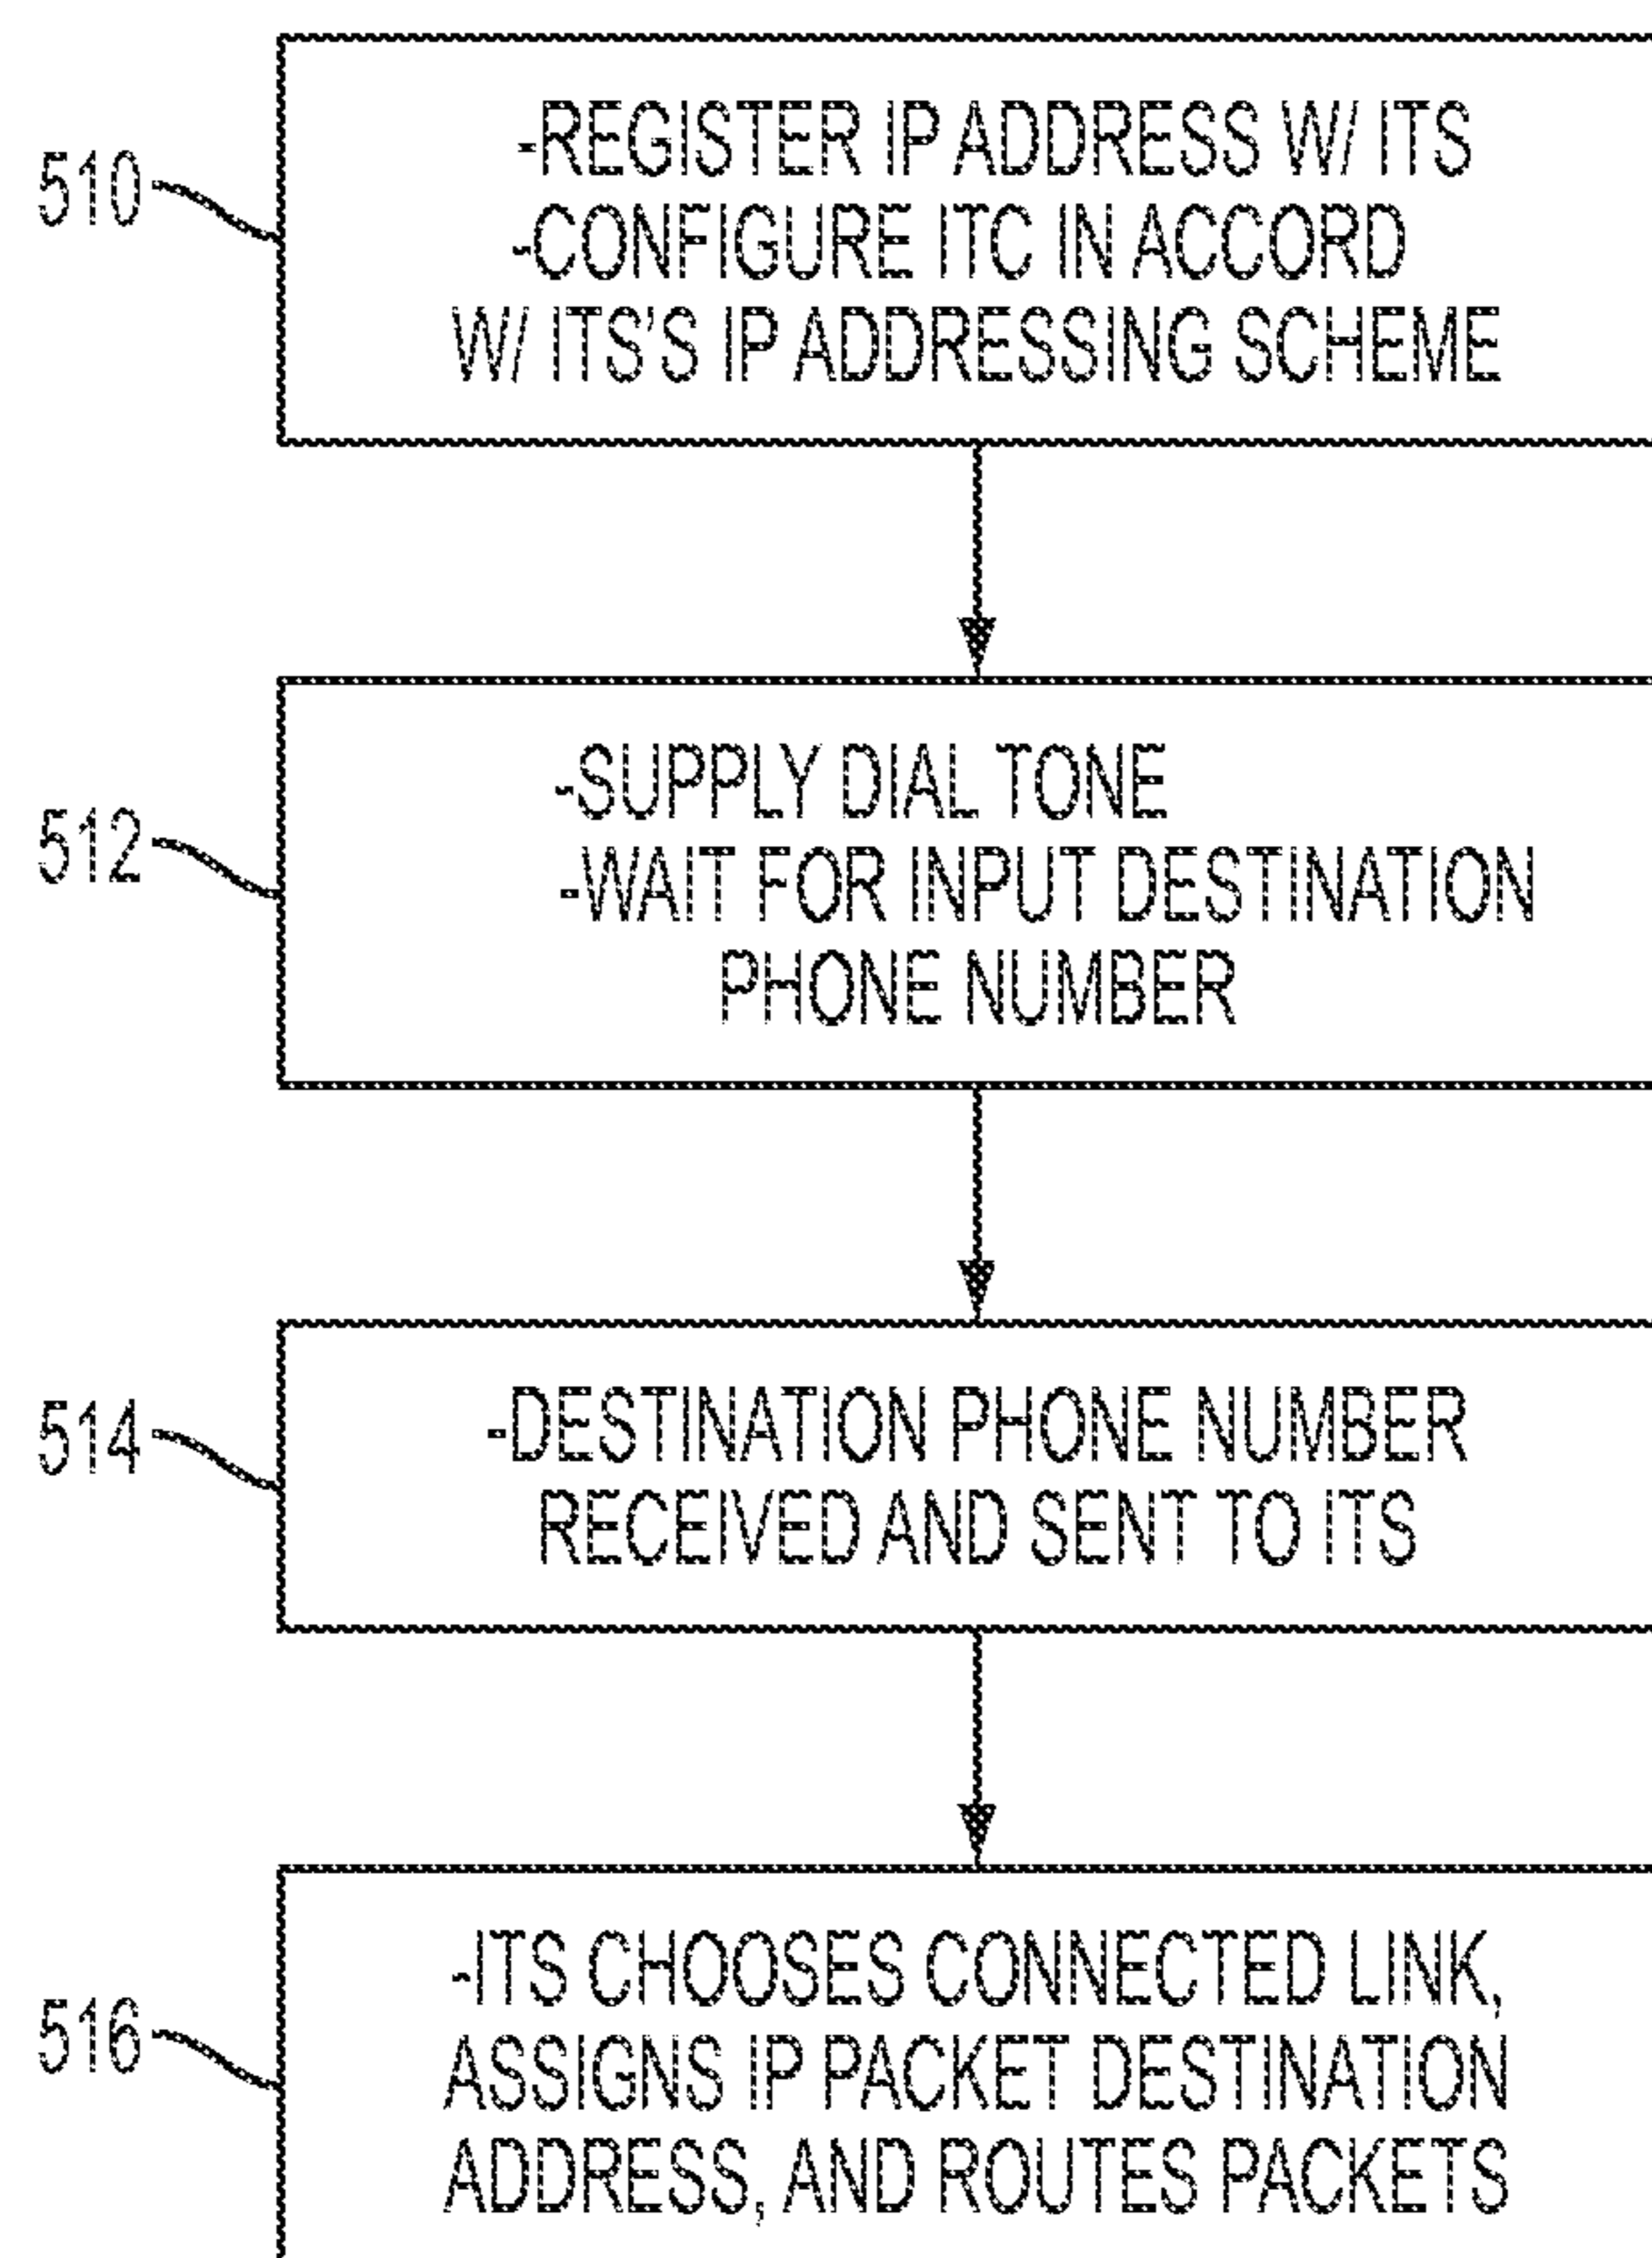 510
-REGISTER IP ADDRESS W/ ITS
-CONFIGURE ITC IN ACCORD
W/ ITS'S IP ADDRESSING SCHEME
512
-SUPPLY DIAL TONE
-WAIT FOR INPUT DESTINATION
PHONE NUMBER
514
-DESTINATION PHONE NUMBER
RECEIVED AND SENT TO ITS
516
-ITS CHOOSES CONNECTED LINK,
ASSIGNS IP PACKET DESTINATION
ADDRESS, AND ROUTES PACKETS